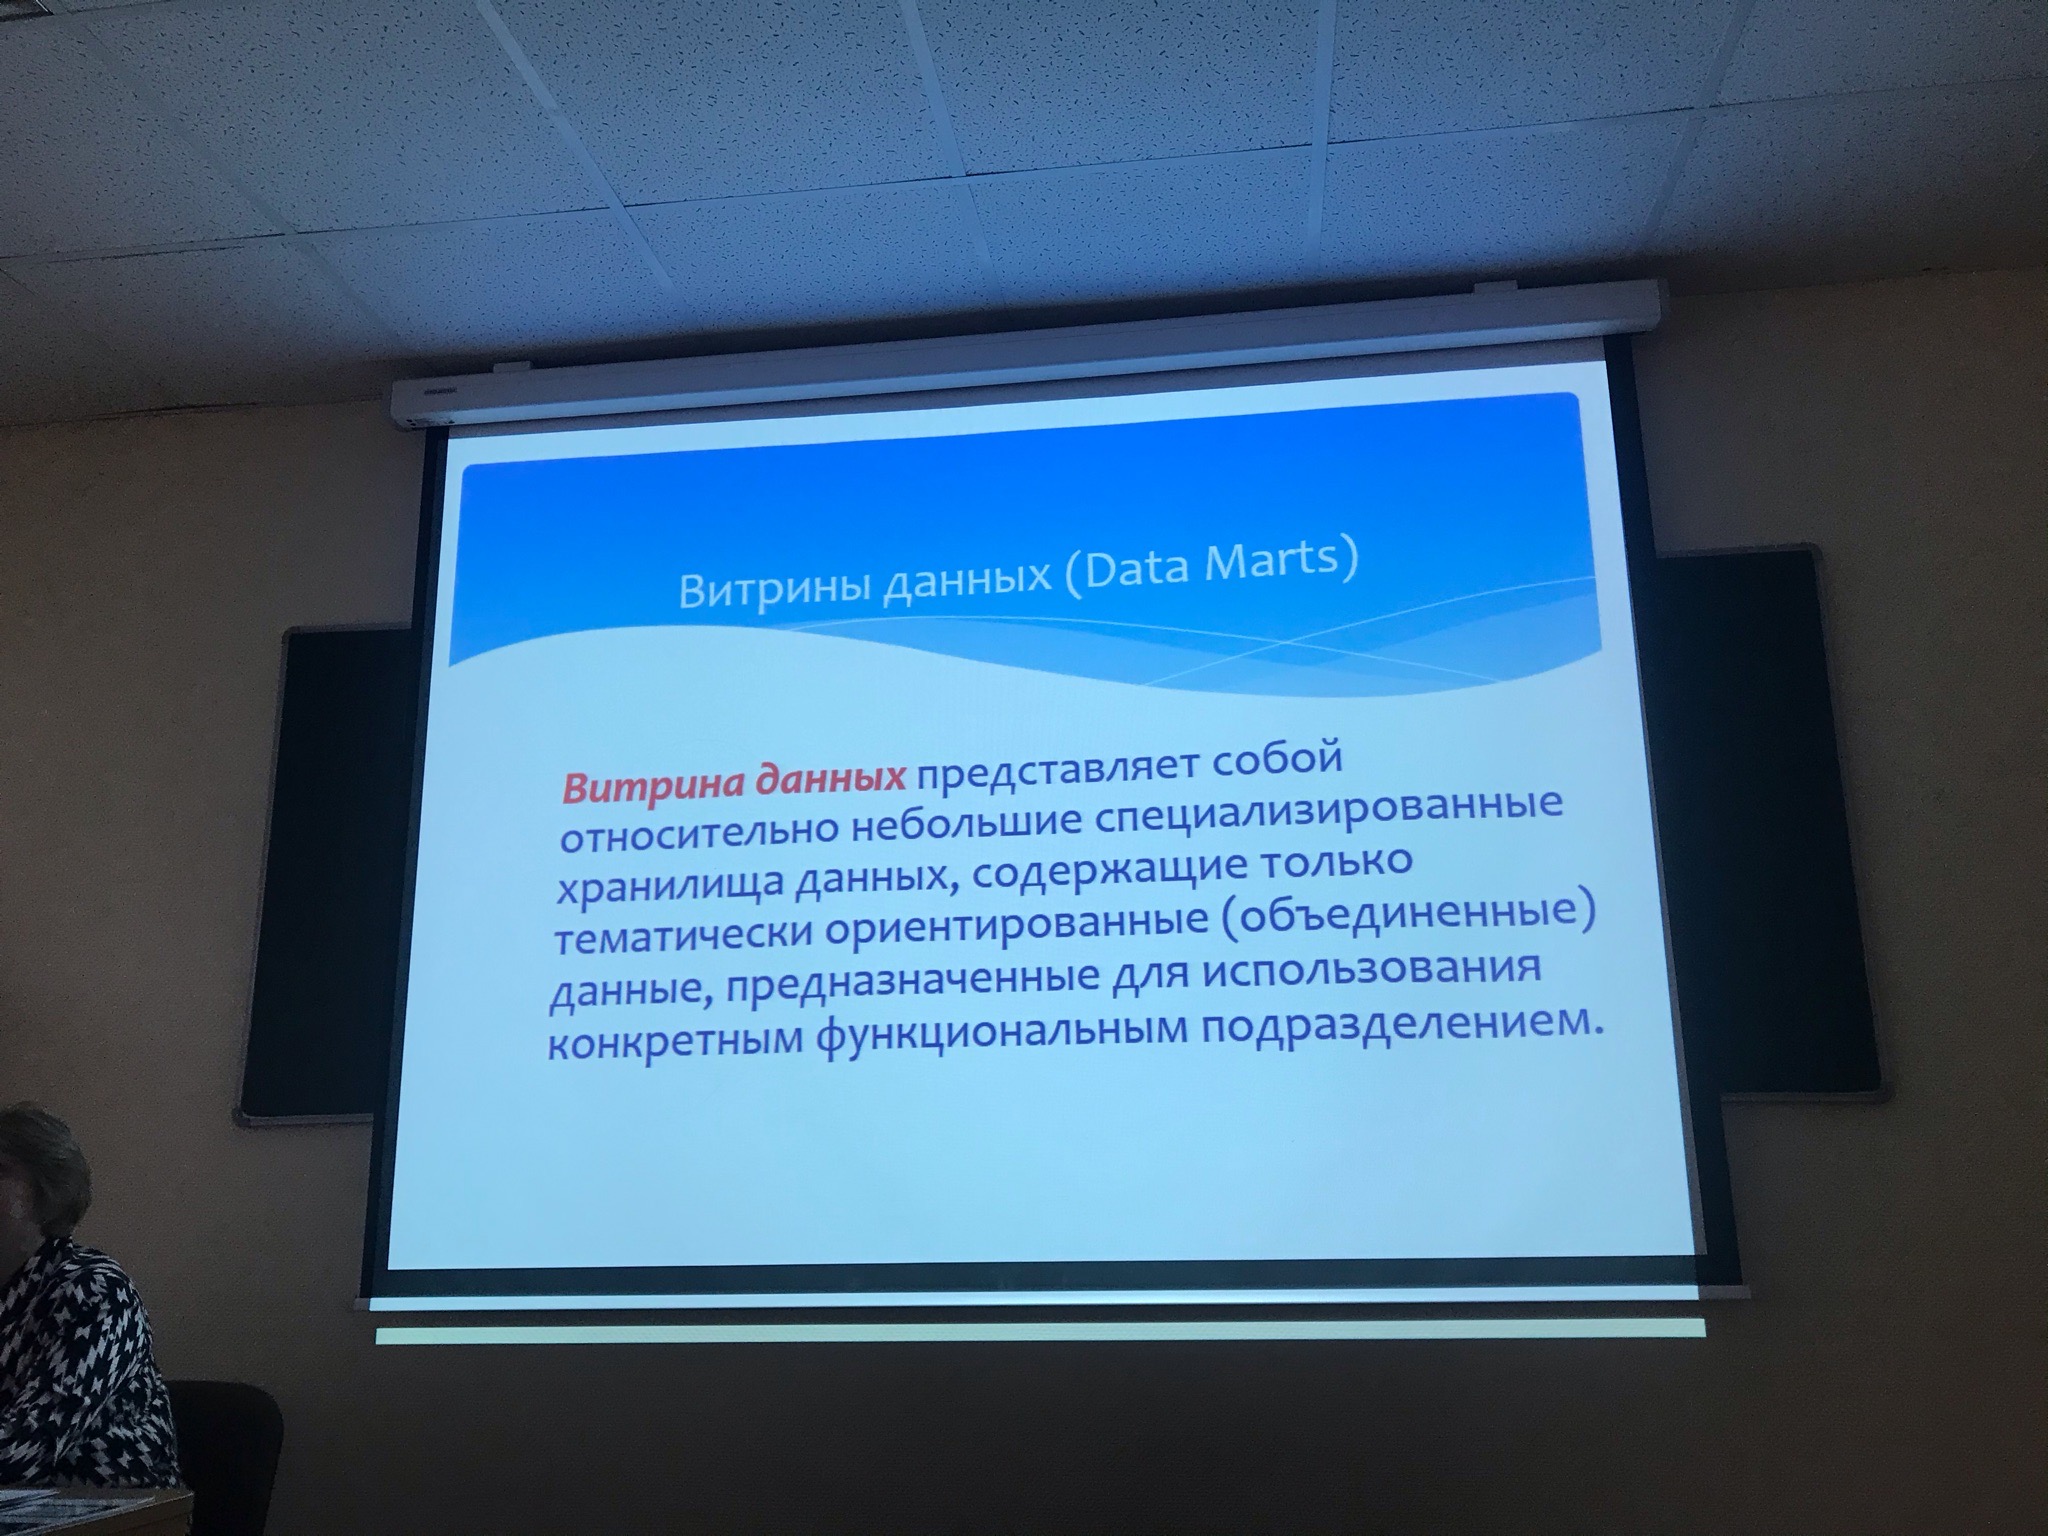 Витрины данных (Data Marts)
Витрина данных представляет собой
относительно небольшие специализированные
хранилища данных, содержащие только
тематически ориентированные (объединенные)
данные, предназначенные для использования
конкретным функциональным подразделением.